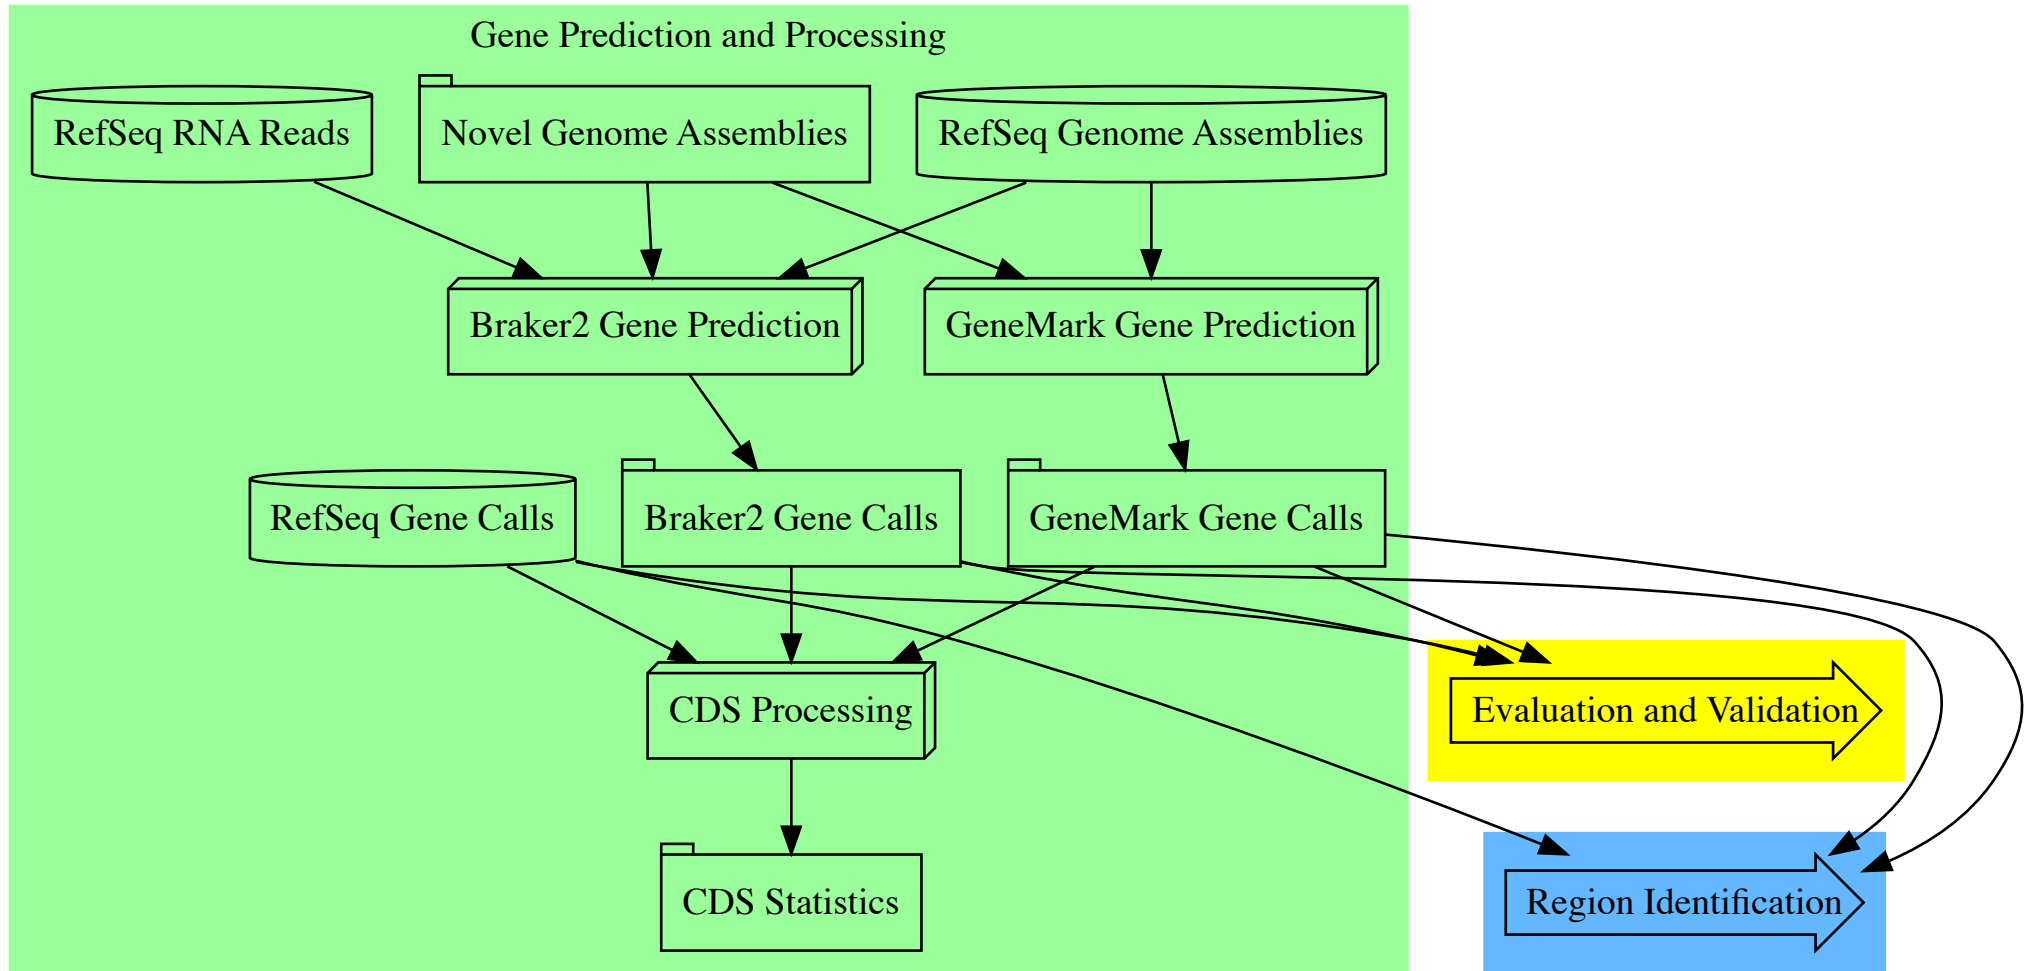 Gene Prediction and Processing
RefSeq RNA Reads
Novel Genome Assemblies
RefSeq Genome Assemblies
Braker2 Gene Prediction
GeneMark Gene Prediction
RefSeq Gene Calls
Braker2 Gene Calls
GeneMark Gene Calls
CDS Processing
Evaluation and Validation
CDS Statistics
Region Identification